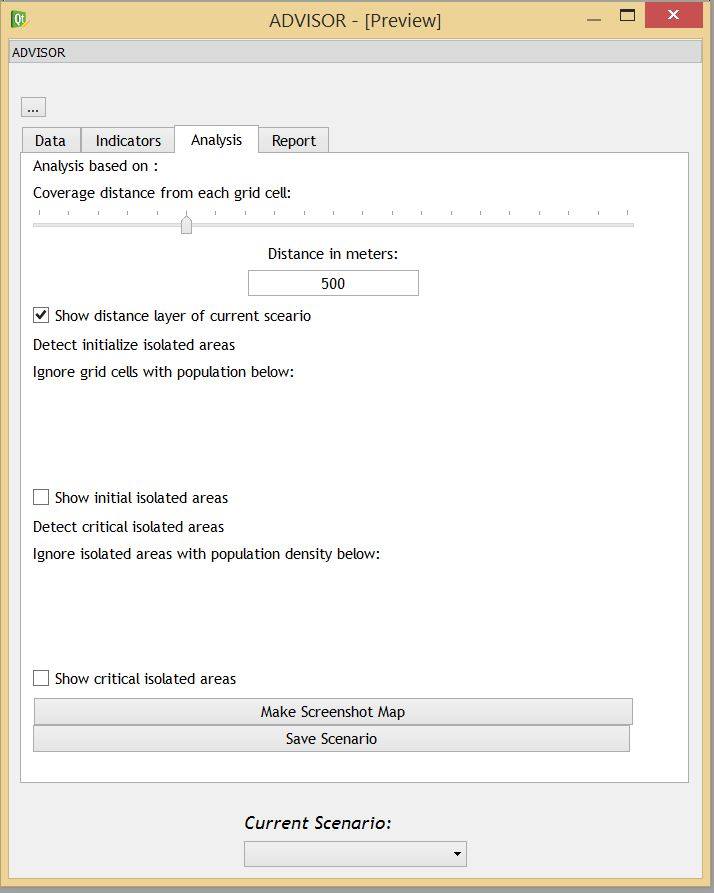 Qt
ADVISOR - [Preview]
ADVISOR
...
Data Indicators Analysis Report
Analysis based on :
Coverage distance from each grid cell:
Distance in meters:
500
Show distance layer of current sceario
Detect initialize isolated areas
Ignore grid cells with population below:
Show initial isolated areas
Detect critical isolated areas
Ignore isolated areas with population density below:
Show critical isolated areas
Make Screenshot Map
Save Scenario
Current Scenario: